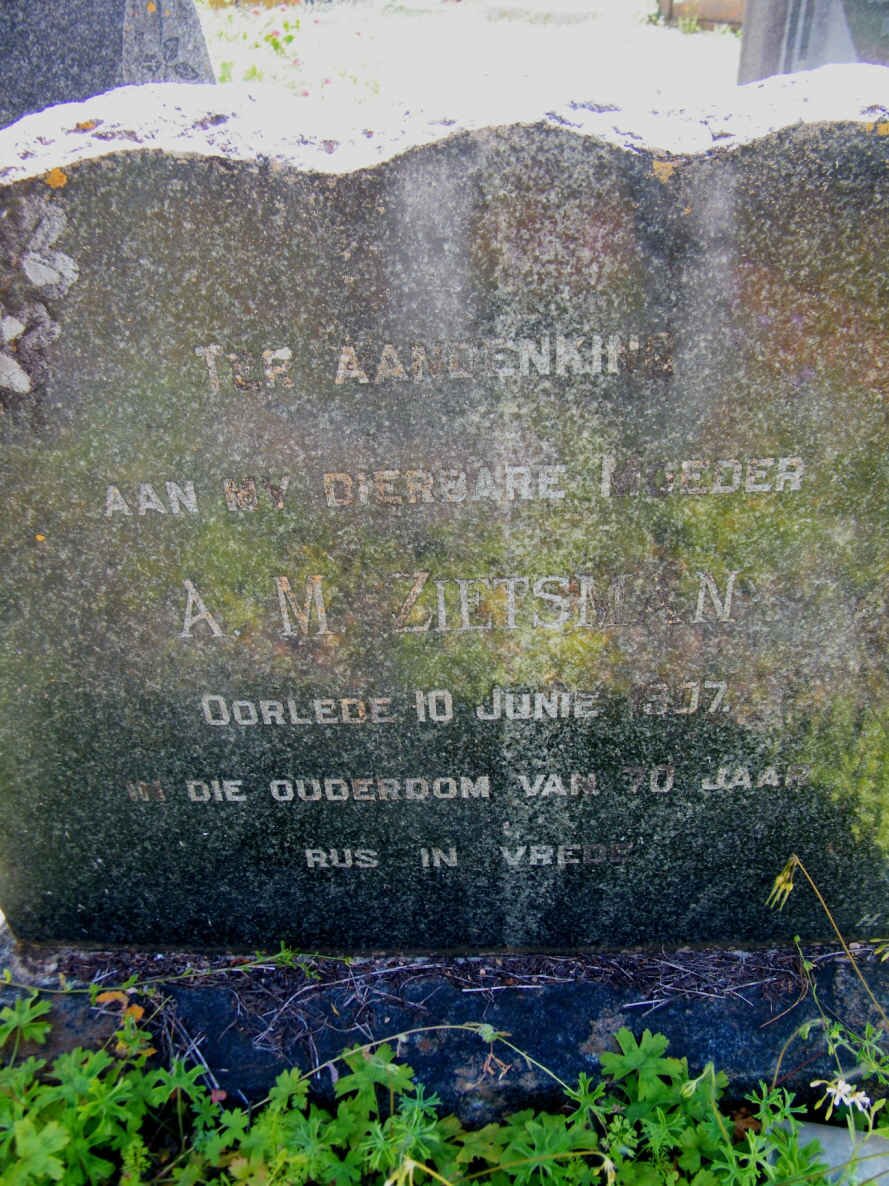 TER AANDENKING
AAN MY DIERBARE MOEDER
A. M. ZIETSMAN
OORLEDE 10 JUNIE
IN DIE OUDERDOM VAN 70 JAAR
RUS IN VREDE